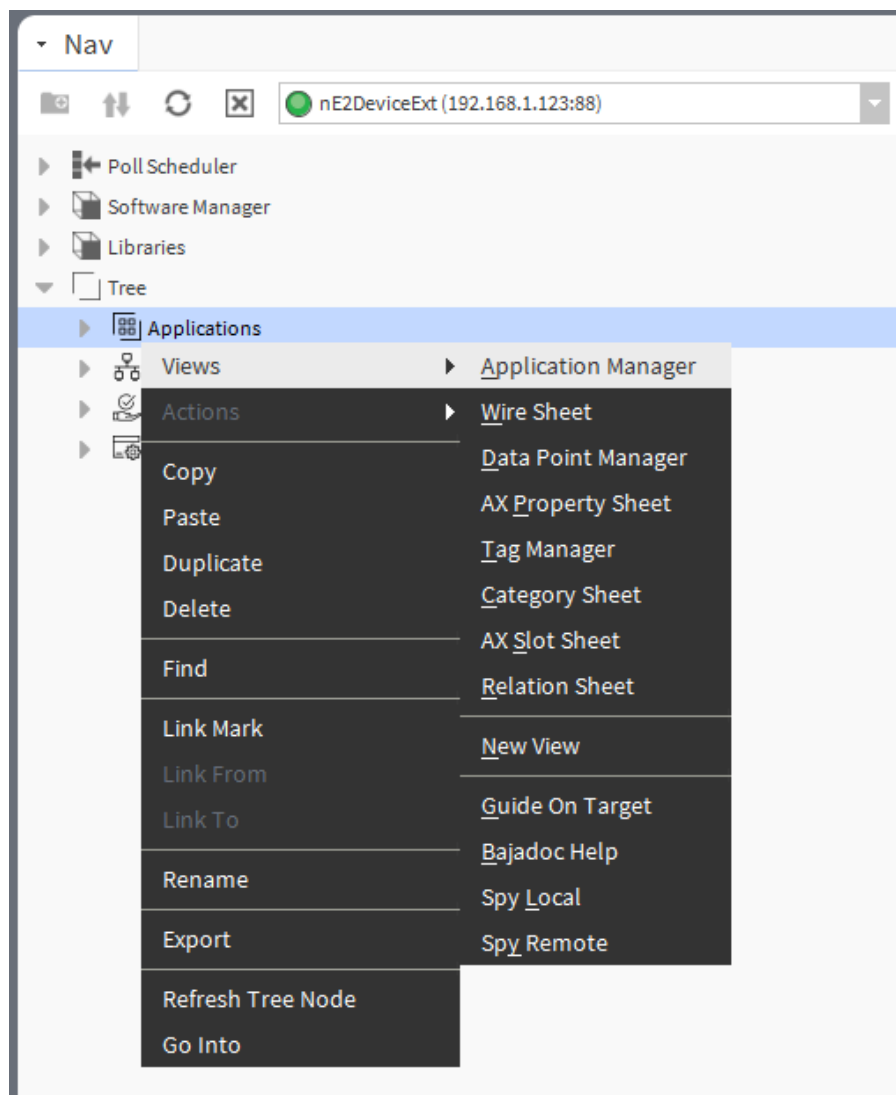 Nav
nE2DeviceExt (192.168.1.123:88)
Poll Scheduler
Software Manager
Libraries
Tree
Applications
Views
Actions
Copy
Paste
Duplicate
Delete
Find
Link Mark
Link From
Link To
Rename
Export
Refresh Tree Node
Go Into
Application Manager
Wire Sheet
Data Point Manager
AX Property Sheet
Tag Manager
Category Sheet
AX Slot Sheet
Relation Sheet
New View
Guide On Target
Bajadoc Help
Spy Local
Spy Remote